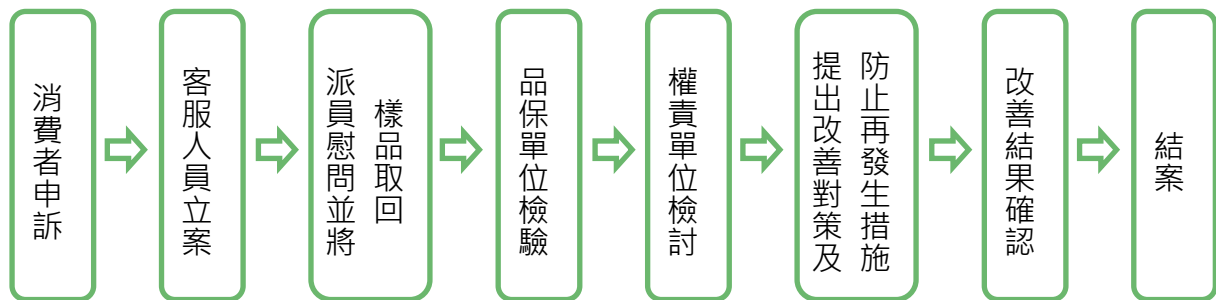 消費者申訴
客服人員立案
派員慰問並將
樣品取回
品保單位檢驗
權責單位檢討
提出改善對策及
防止再發生措施
改善結果確認
結案